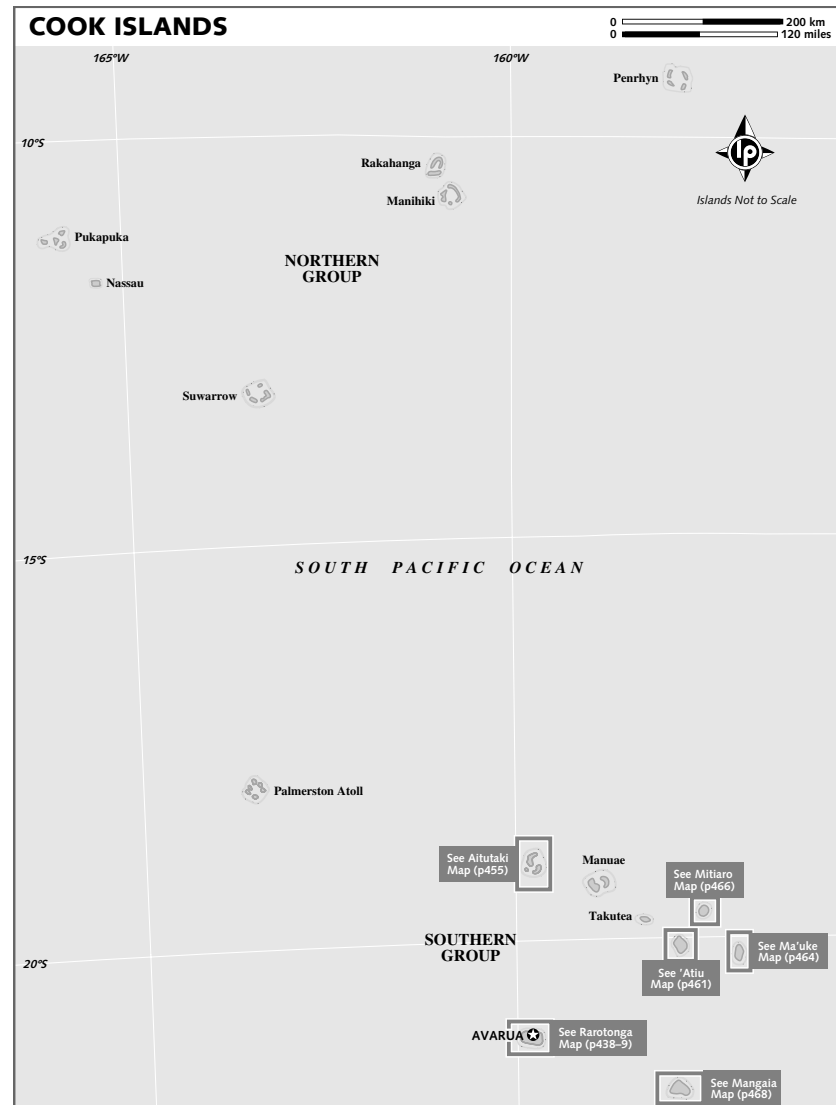 COOK ISLANDS
0 200 km
0 120 miles
165°W
160°W
Penrhyn
10°S
lp
Rakahanga
Manihiki
Islands Not to Scale
Pukapuka
NORTHERN
GROUP
Nassau
Suwarrow
15°S
SOUTH PACIFIC OCEAN
Palmerston Atoll
See Aitutaki
Map (p455)
Manuae
See Mitiaro
Map (p466)
Takutea
SOUTHERN
GROUP
See Ma'uke
Map (p464)
20°S
See 'Atiu
Map (p461)
AVARUA
See Rarotonga
Map (p438–9)
See Mangaia
Map (p468)